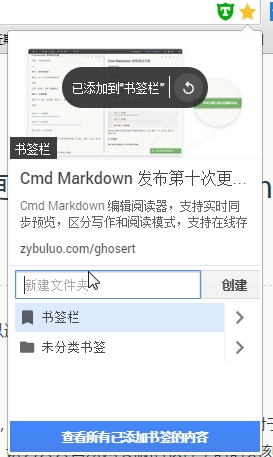 已添加到“书签栏”
书签栏
Cmd Markdown 发布第十次更…
Cmd Markdown 编辑阅读器，支持实时同
步预览，区分写作和阅读模式，支持在线存
zybuluo.com/ghosert
新建文件夹
创建
书签栏
未分类书签
查看所有已添加书签的内容